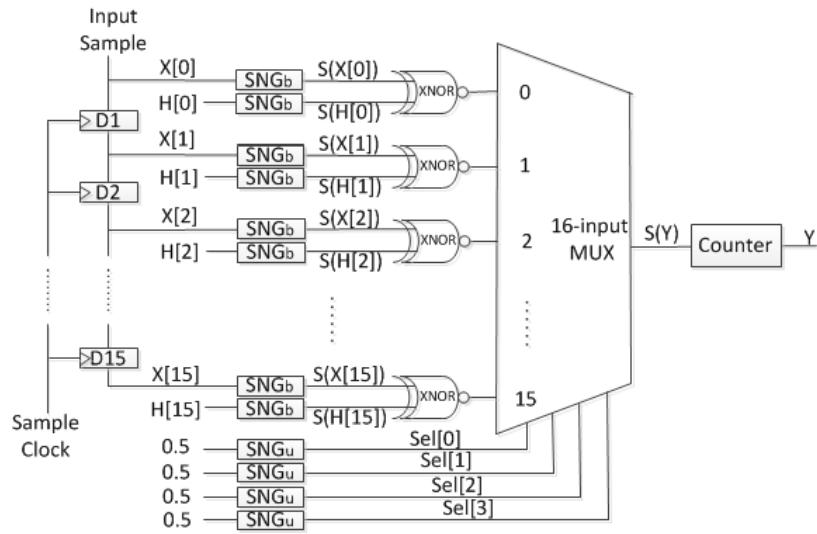 Input
Sample
X[0] SNGb S(X[0])
XNOR 0
H[0] SNGb S(H[0])
D1
X[1] SNGb S(X[1])
XNOR 1
H[1] SNGb S(H[1])
D2
X[2] SNGb S(X[2])
XNOR 2
H[2] SNGb S(H[2])
16-input
MUX
S(Y) Counter Y
D15
X[15] SNGb S(X[15])
XNOR 15
H[15] SNGb S(H[15])
Sample
Clock
0.5 SNGu Sel[0]
0.5 SNGu Sel[1]
0.5 SNGu Sel[2]
0.5 SNGu Sel[3]